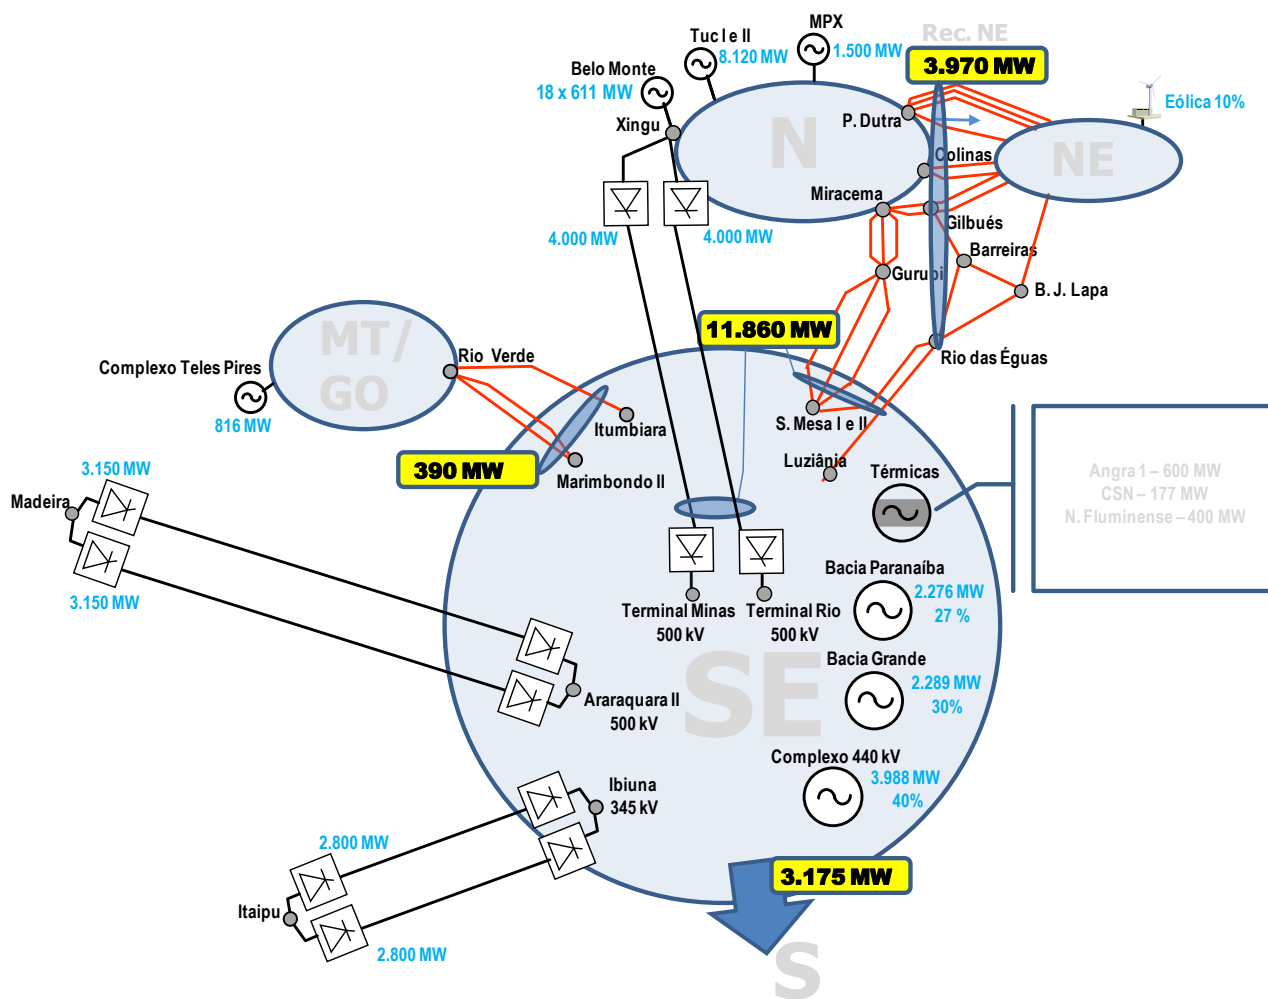 MPX
1.500 MW
Tuc I e II
8.120 MW
Rec. NE
3.970 MW
Belo Monte
18 x 611 MW
Eólica 10%
Xingu
P. Dutra
N
NE
Colinas
Miracema
Gilbués
4.000 MW
4.000 MW
Barreiras
Gurupi
B. J. Lapa
11.860 MW
MT/
GO
Rio Verde
Rio das Éguas
Complexo Teles Pires
816 MW
Itumbiara
S. Mesa I e II
390 MW
Marimbondo II
Luziânia
Térmicas
Angra 1 – 600 MW
CSN – 177 MW
N. Fluminense – 400 MW
3.150 MW
Madeira
3.150 MW
Bacia Paranaíba
2.276 MW
27 %
Terminal Minas
500 kV
Terminal Rio
500 kV
Bacia Grande
2.289 MW
30%
SE
Araraquara II
500 kV
Complexo 440 kV
3.988 MW
40%
Ibiuna
345 kV
2.800 MW
Itaipu
2.800 MW
3.175 MW
S